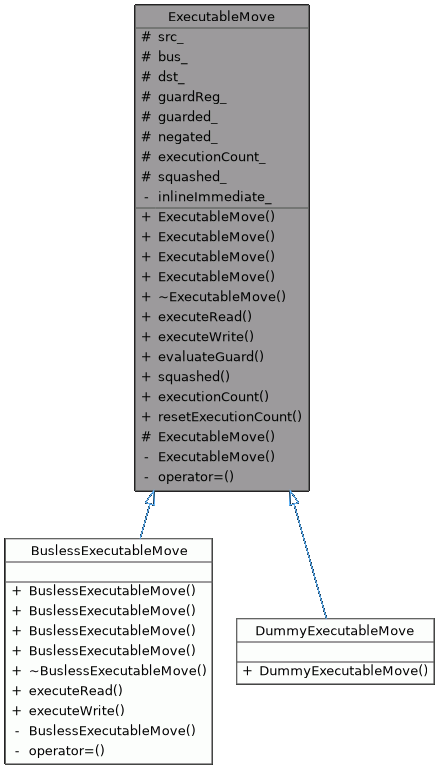 ExecutableMove
# src_
# bus_
# dst_
# guardReg_
# guarded_
# negated_
# executionCount_
# squashed_
- inlineImmediate_
+ ExecutableMove()
+ ExecutableMove()
+ ExecutableMove()
+ ExecutableMove()
+ ~ExecutableMove()
+ executeRead()
+ executeWrite()
+ evaluateGuard()
+ squashed()
+ executionCount()
+ resetExecutionCount()
# ExecutableMove()
- ExecutableMove()
- operator=()
BuslessExecutableMove
+ BuslessExecutableMove()
+ BuslessExecutableMove()
+ BuslessExecutableMove()
+ BuslessExecutableMove()
+ ~BuslessExecutableMove()
+ executeRead()
+ executeWrite()
- BuslessExecutableMove()
- operator=()
DummyExecutableMove
+ DummyExecutableMove()